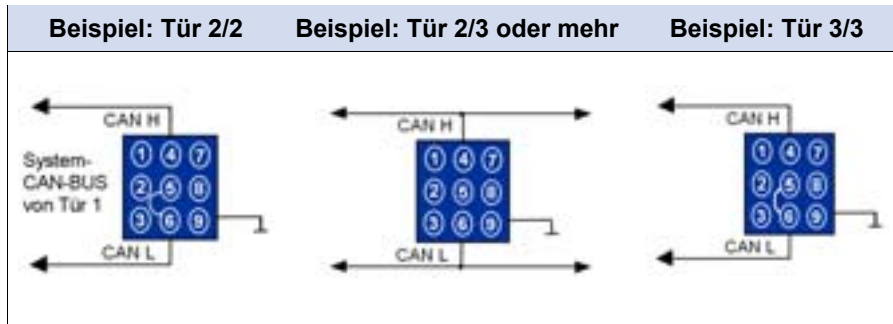 Beispiel: Tür 2/2 Beispiel: Tür 2/3 oder mehr Beispiel: Tür 3/3
CAN H
System-
CAN-BUS
von Tür 1
1 4 7
2 5 8
3 6 9
CAN L
CAN H
1 4 7
2 5 8
3 6 9
CAN L
CAN H
1 4 7
2 5 8
3 6 9
CAN L